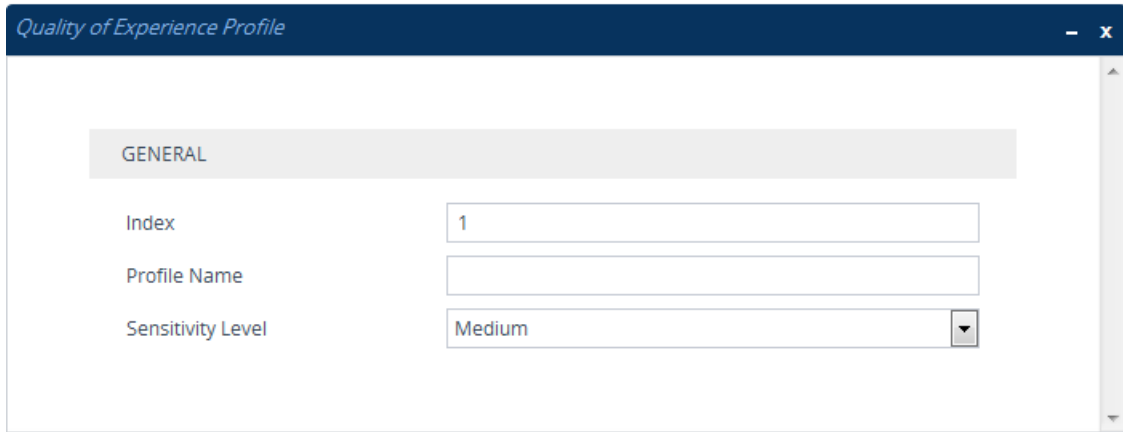 Quality of Experience Profile
– x
GENERAL
Index 1
Profile Name
Sensitivity Level Medium